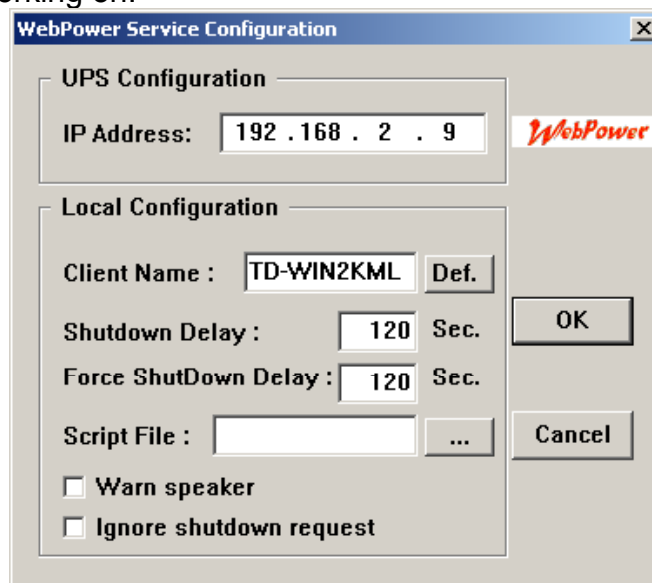 WebPower Service Configuration
UPS Configuration
IP Address: 192 .168 . 2 . 9
WebPower
Local Configuration
Client Name : TD-WIN2KML Def.
Shutdown Delay : 120 Sec.
OK
Force ShutDown Delay : 120 Sec.
Script File : ...
Cancel
Warn speaker
Ignore shutdown request